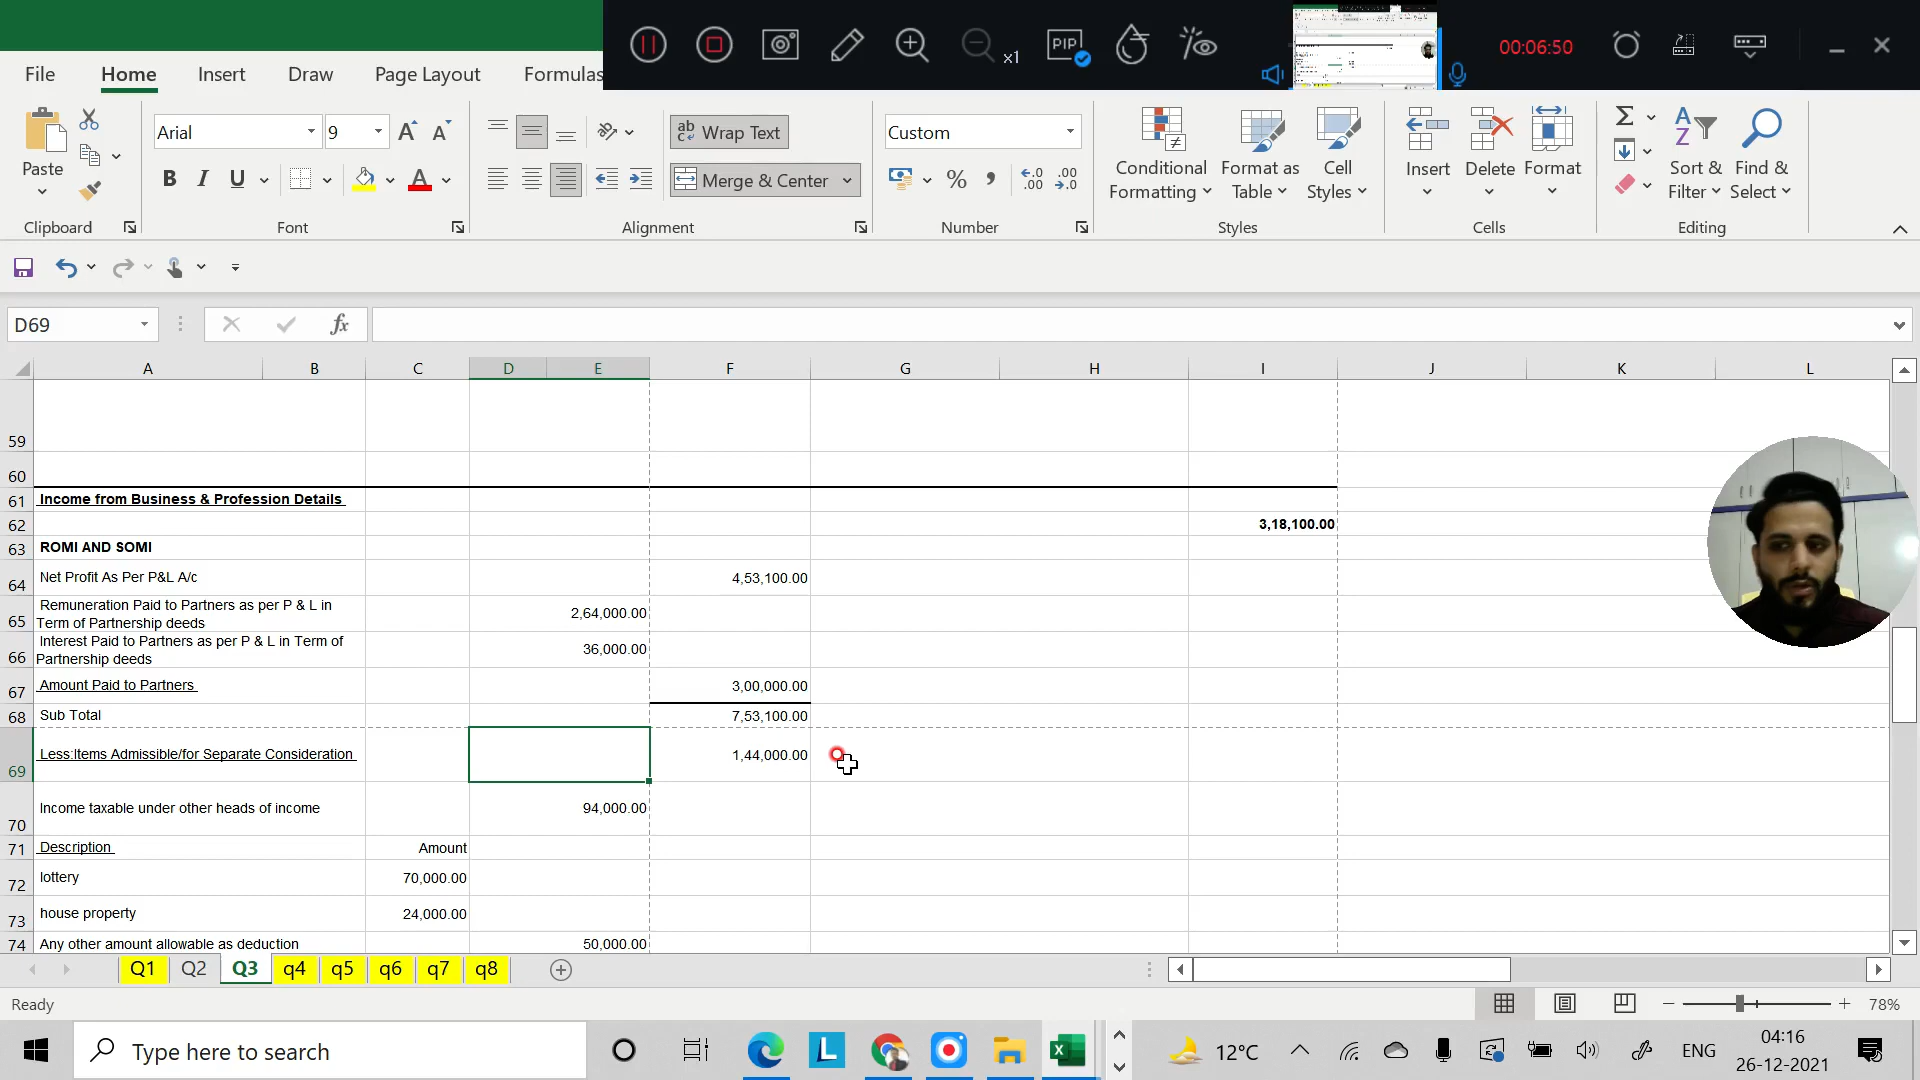 00:06:50
x1
PIP
File Home Insert Draw Page Layout Formulas
Arial 9
ab Wrap Text
Custom
Paste
B I U
Merge & Center
Conditional Formatting
Format as Table
Cell Styles
Insert Delete Format
Sort & Filter
Find & Select
Clipboard Font Alignment Number Styles Cells Editing
D69
fx
A B C D E F G H I J K L
59
60
61 Income from Business & Profession Details
62 3,18,100.00
63 ROMI AND SOMI
64 Net Profit As Per P&L A/c 4,53,100.00
65 Remuneration Paid to Partners as per P & L in
Term of Partnership deeds 2,64,000.00
66 Interest Paid to Partners as per P & L in Term of
Partnership deeds 36,000.00
67 Amount Paid to Partners 3,00,000.00
68 Sub Total 7,53,100.00
69 Less:Items Admissible/for Separate Consideration 1,44,000.00
70 Income taxable under other heads of income 94,000.00
71 Description Amount
72 lottery 70,000.00
73 house property 24,000.00
74 Any other amount allowable as deduction 50,000.00
Q1 Q2 Q3 q4 q5 q6 q7 q8
Ready
78%
Type here to search
L
12°C
ENG
04:16
26-12-2021